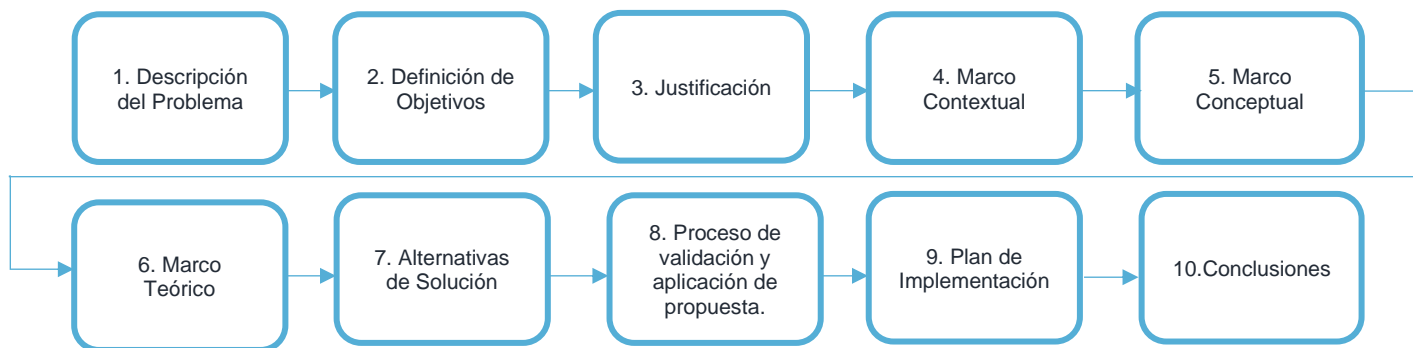 1. Descripción
del Problema
2. Definición de
Objetivos
3. Justificación
4. Marco
Contextual
5. Marco
Conceptual
6. Marco
Teórico
7. Alternativas
de Solución
8. Proceso de
validación y
aplicación de
propuesta.
9. Plan de
Implementación
10.Conclusiones